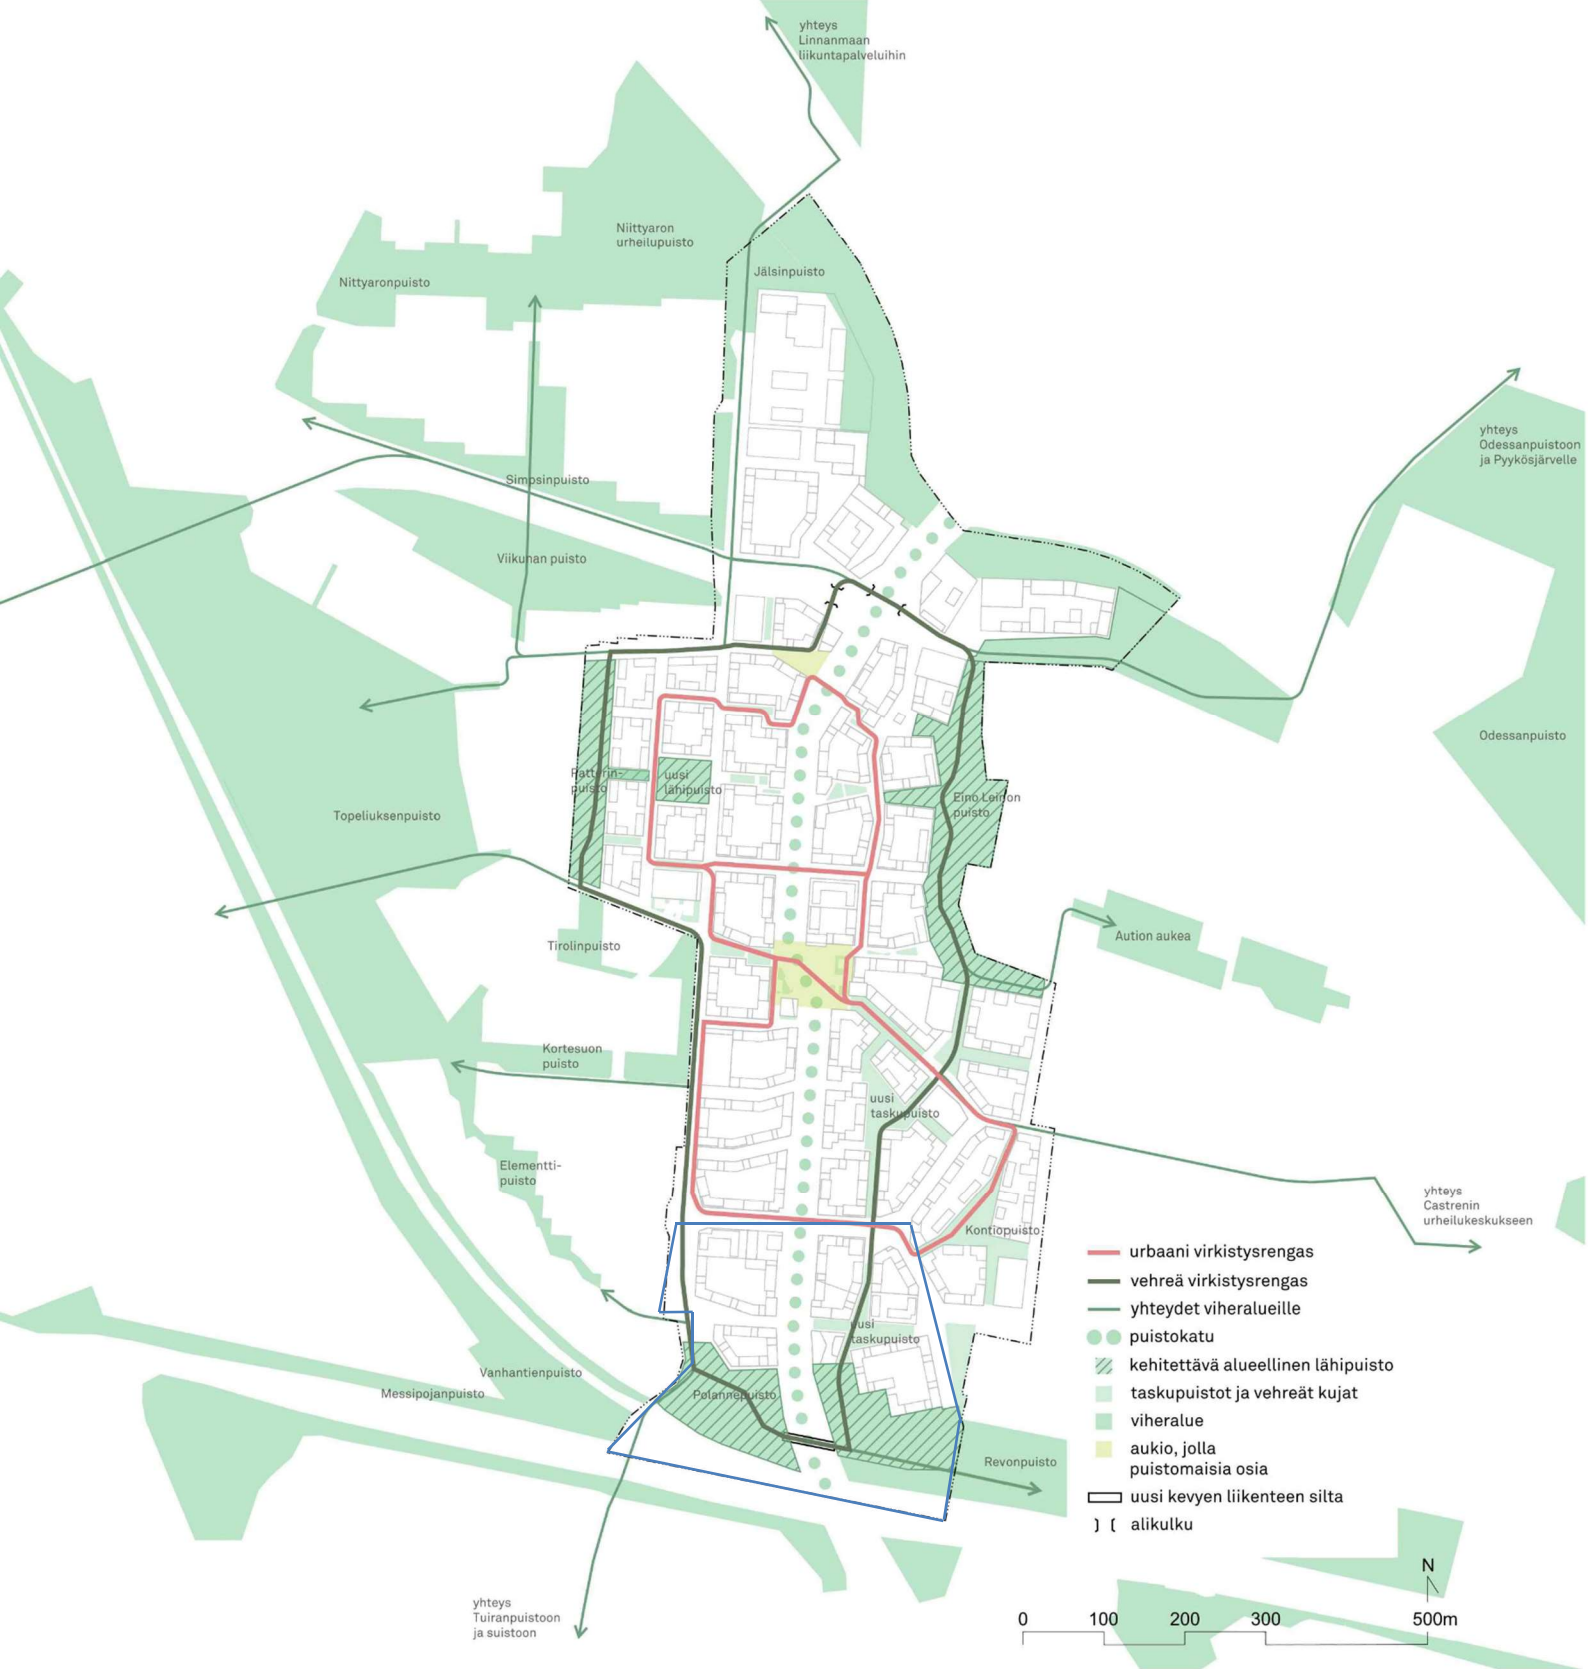 yhteys
Linnanmaan
liikuntapalveluihin
Niittyaron
urheilupuisto
Jälsinpuisto
Nittyaronpuisto
yhteys
Odessanpuistoon
ja Pyykösjärvelle
Simpsinpuisto
Viikunan puisto
Odessanpuisto
Patterin-
puisto
uusi
lähipuisto
Eino Leinon
puisto
Topeliuksenpuisto
Aution aukea
Tirolinpuisto
Kortesuon
puisto
uusi
taskupuisto
Elementti-
puisto
yhteys
Castrenin
urheilukeskukseen
Kontiopuisto
uusi
taskupuisto
Vanhantienpuisto
Messipojanpuisto
Polannepuisto
Revonpuisto
yhteys
Tuiranpuistoon
ja suistoon
urbaani virkistysrengas
vehreä virkistysrengas
yhteydet viheralueille
puistokatu
kehitettävä alueellinen lähipuisto
taskupuistot ja vehreät kujat
viheralue
aukio, jolla
puistomaisia osia
uusi kevyen liikenteen silta
alikulku
N
0 100 200 300 500m